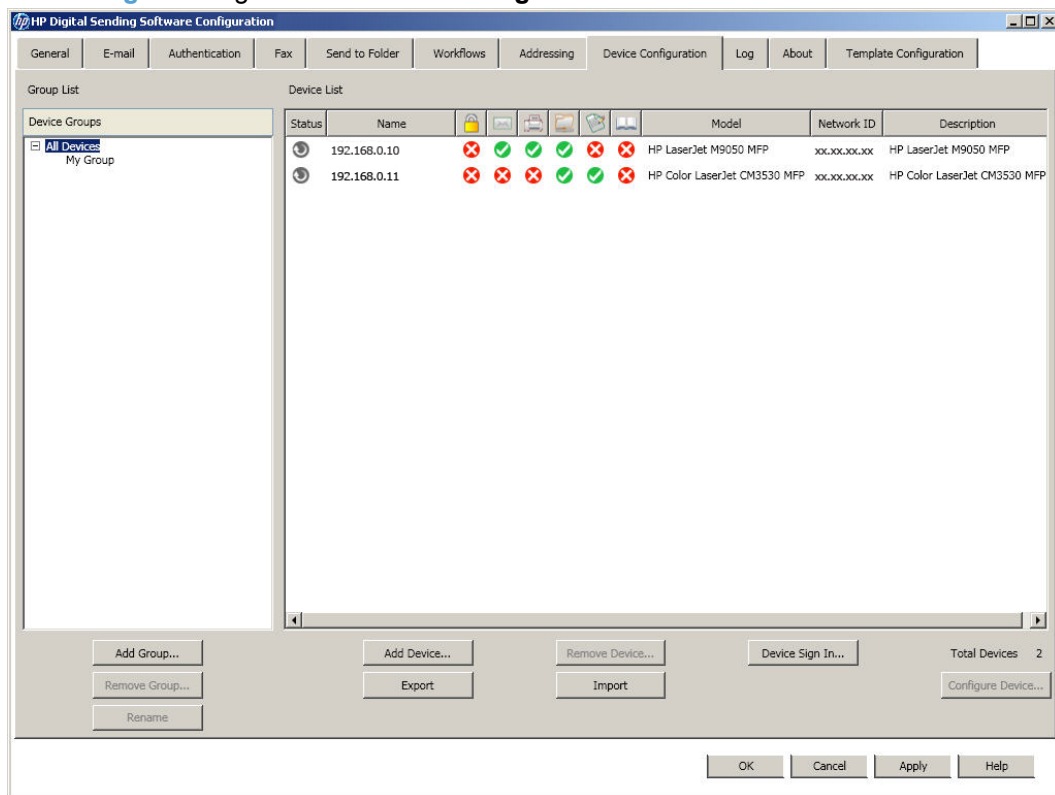 HP Digital Sending Software Configuration
General E-mail Authentication Fax Send to Folder Workflows Addressing Device Configuration Log About Template Configuration
Group List Device List
Device Groups Status Name Model Network ID Description
All Devices 192.168.0.10 HP LaserJet M9050 MFP xx.xx.xx.xx HP LaserJet M9050 MFP
My Group
192.168.0.11 HP Color LaserJet CM3530 MFP xx.xx.xx.xx HP Color LaserJet CM3530 MFP
Add Group... Add Device... Remove Device... Device Sign In... Total Devices 2
Remove Group... Export Import Configure Device...
Rename
OK Cancel Apply Help